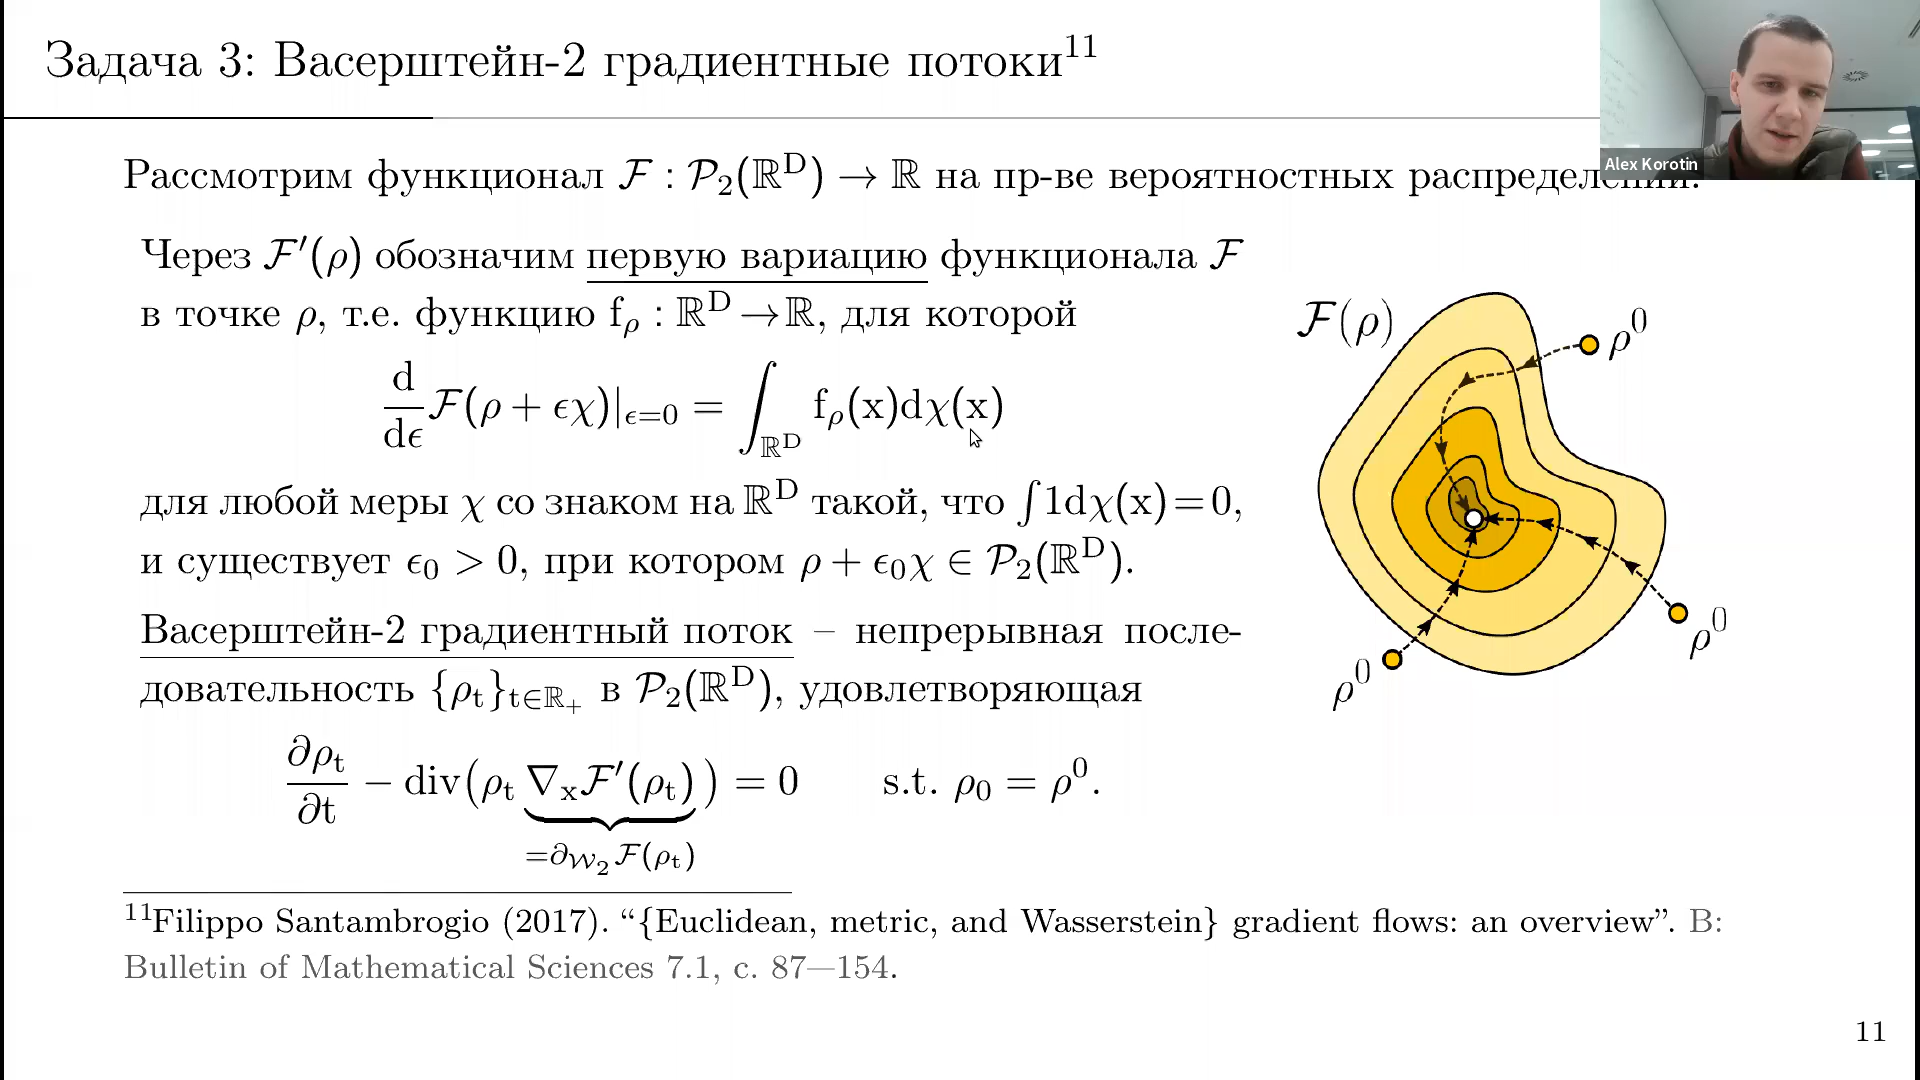 Задача 3: Васерштейн-2 градиентные потоки¹¹
Alex Korotin
Рассмотрим функционал ℱ : 𝒫₂(ℝᴰ) → ℝ на пр-ве вероятностных
Через ℱ′(ρ) обозначим первую вариацию функционала ℱ
в точке ρ, т.е. функцию f_ρ : ℝᴰ → ℝ, для которой
d/dϵ ℱ(ρ + ϵχ)|_{ϵ=0} = ∫_{ℝᴰ} f_ρ(x)dχ(x)
для любой меры χ со знаком на ℝᴰ такой, что ∫1dχ(x) = 0,
и существует ϵ₀ > 0, при котором ρ + ϵ₀χ ∈ 𝒫₂(ℝᴰ).
Васерштейн-2 градиентный поток – непрерывная после-
довательность {ρ_t}_{t∈ℝ₊} в 𝒫₂(ℝᴰ), удовлетворяющая
∂ρ_t/∂t − div(ρ_t ∇ₓℱ′(ρ_t)) = 0 s.t. ρ₀ = ρ⁰.
=∂_{𝒲₂}ℱ(ρ_t)
ℱ(ρ)
ρ⁰
ρ⁰
ρ⁰
¹¹Filippo Santambrogio (2017). “{Euclidean, metric, and Wasserstein} gradient flows: an overview”. В:
Bulletin of Mathematical Sciences 7.1, с. 87—154.
11